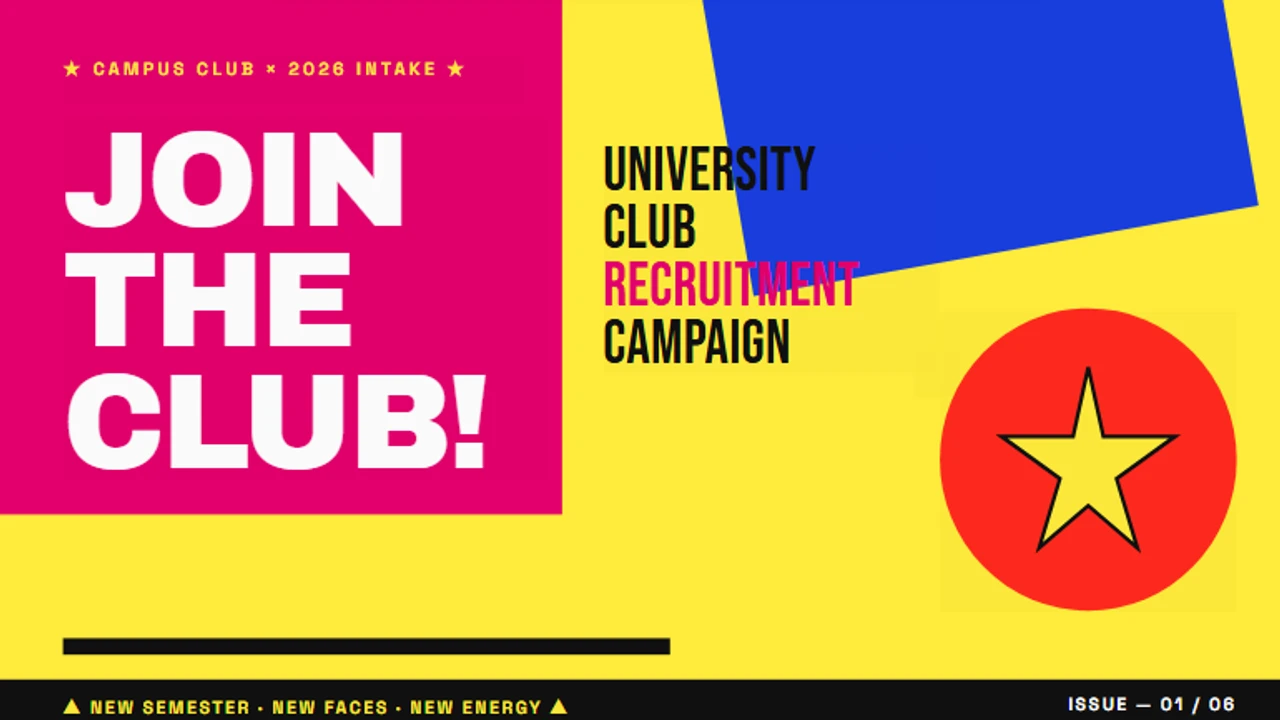 ★ CAMPUS CLUB × 2026 INTAKE ★
JOIN
THE
CLUB!
UNIVERSITY
CLUB
RECRUITMENT
CAMPAIGN
▲ NEW SEMESTER · NEW FACES · NEW ENERGY ▲
ISSUE — 01 / 06